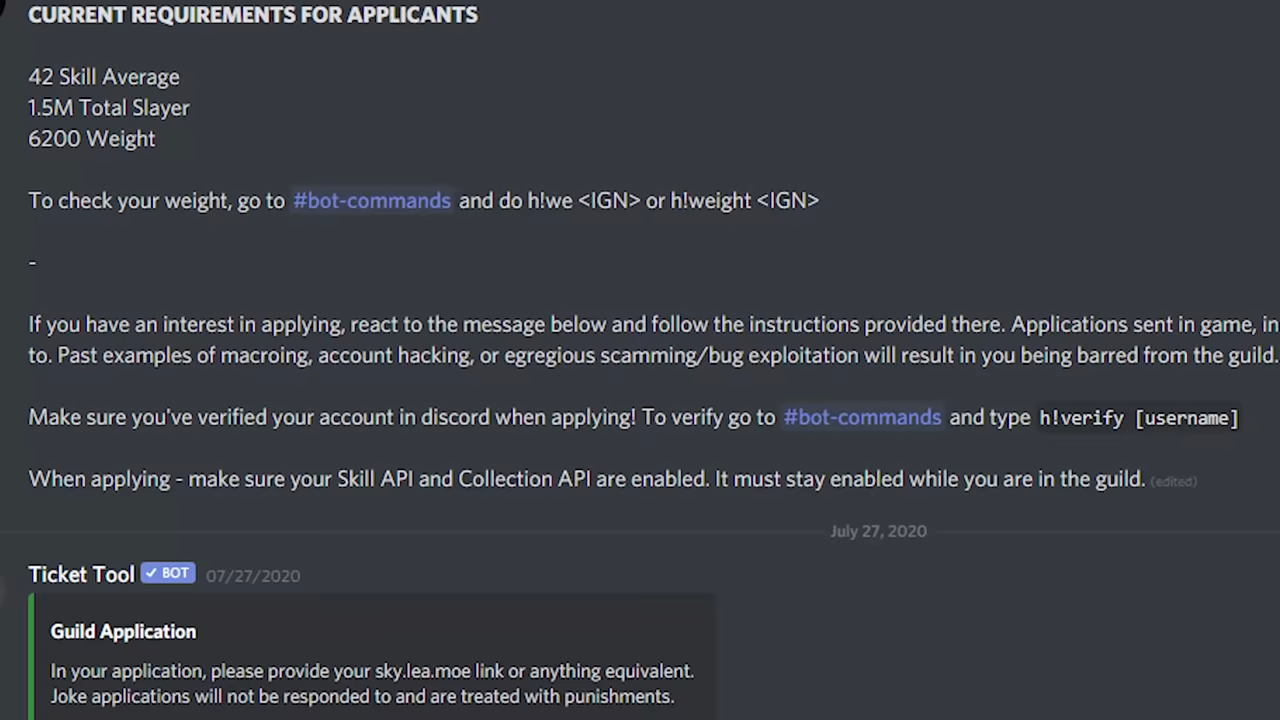 CURRENT REQUIREMENTS FOR APPLICANTS
42 Skill Average
1.5M Total Slayer
6200 Weight
To check your weight, go to #bot-commands and do h!we <IGN> or h!weight <IGN>
-
If you have an interest in applying, react to the message below and follow the instructions provided there. Applications sent in game, in
to. Past examples of macroing, account hacking, or egregious scamming/bug exploitation will result in you being barred from the guild.
Make sure you've verified your account in discord when applying! To verify go to #bot-commands and type h!verify [username]
When applying - make sure your Skill API and Collection API are enabled. It must stay enabled while you are in the guild. (edited)
July 27, 2020
Ticket Tool ✓ BOT 07/27/2020
Guild Application
In your application, please provide your sky.lea.moe link or anything equivalent.
Joke applications will not be responded to and are treated with punishments.